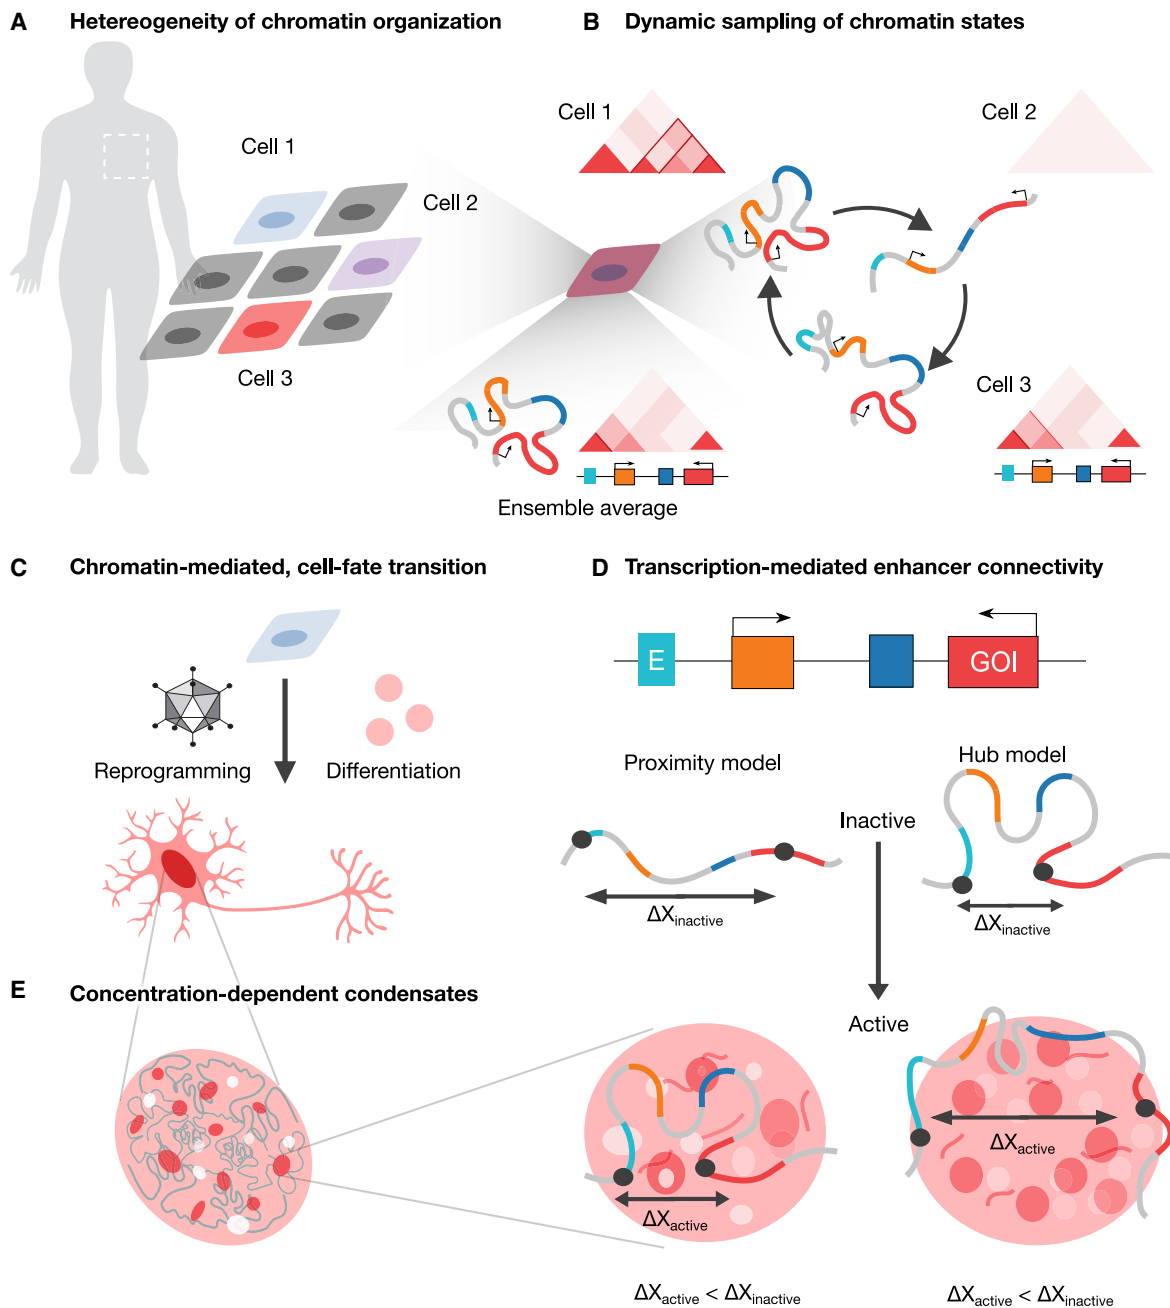 A Heterogeneity of chromatin organization
Cell 1
Cell 2
Cell 3
Ensemble average
B Dynamic sampling of chromatin states
Cell 1
Cell 2
Cell 3
C Chromatin-mediated, cell-fate transition
Reprogramming
Differentiation
D Transcription-mediated enhancer connectivity
E
GOI
Proximity model
Hub model
Inactive
ΔXinactive
ΔXinactive
Active
E Concentration-dependent condensates
ΔXactive
ΔXactive
ΔXactive < ΔXinactive
ΔXactive < ΔXinactive